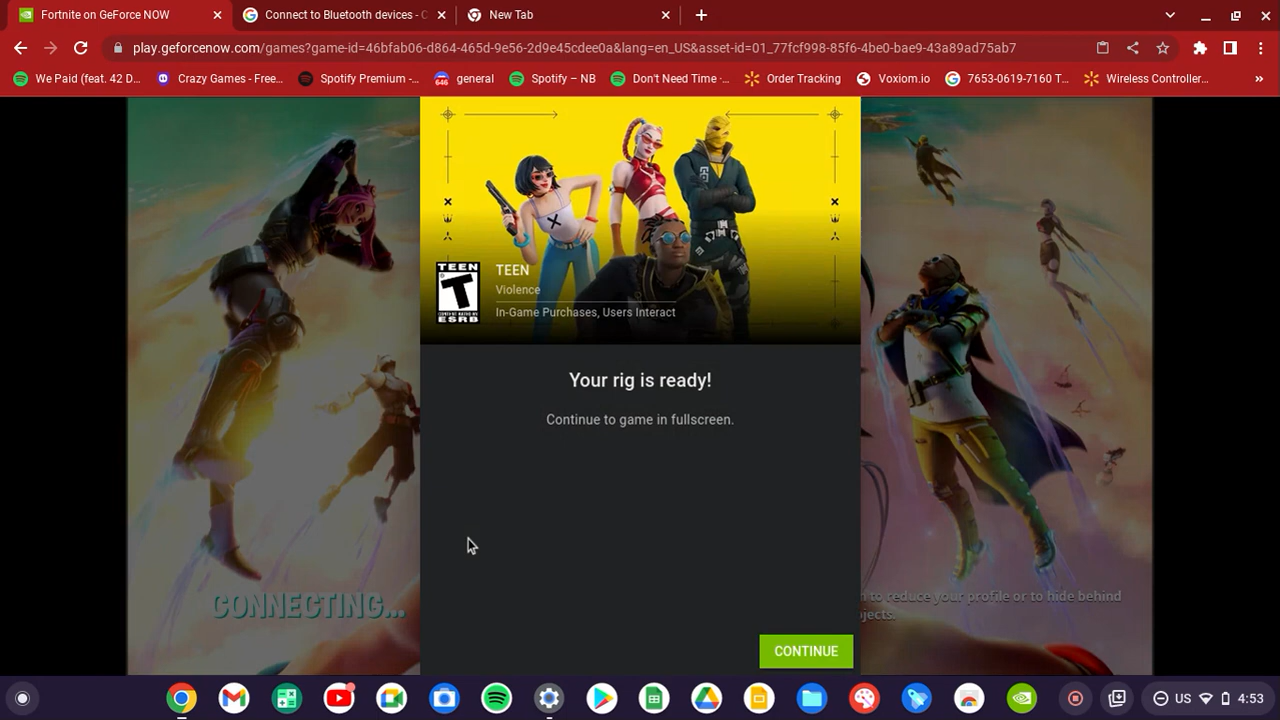 Fortnite on GeForce NOW
Connect to Bluetooth devices - C
New Tab
play.geforcenow.com/games?game-id=46bfab06-d864-465d-9e56-2d9e45cdee0a&lang=en_US&asset-id=01_77fcf998-85f6-4be0-bae9-43a89ad75ab7
We Paid (feat. 42 D...
Crazy Games - Free...
Spotify Premium -...
646
general
Spotify – NB
Don't Need Time -...
Order Tracking
Voxiom.io
7653-0619-7160 T...
Wireless Controller...
»
TEEN
T
ESRB
TEEN
Violence
In-Game Purchases, Users Interact
Your rig is ready!
Continue to game in fullscreen.
CONNECTING...
to reduce your profile or to hide behind
CONTINUE
US
4:53